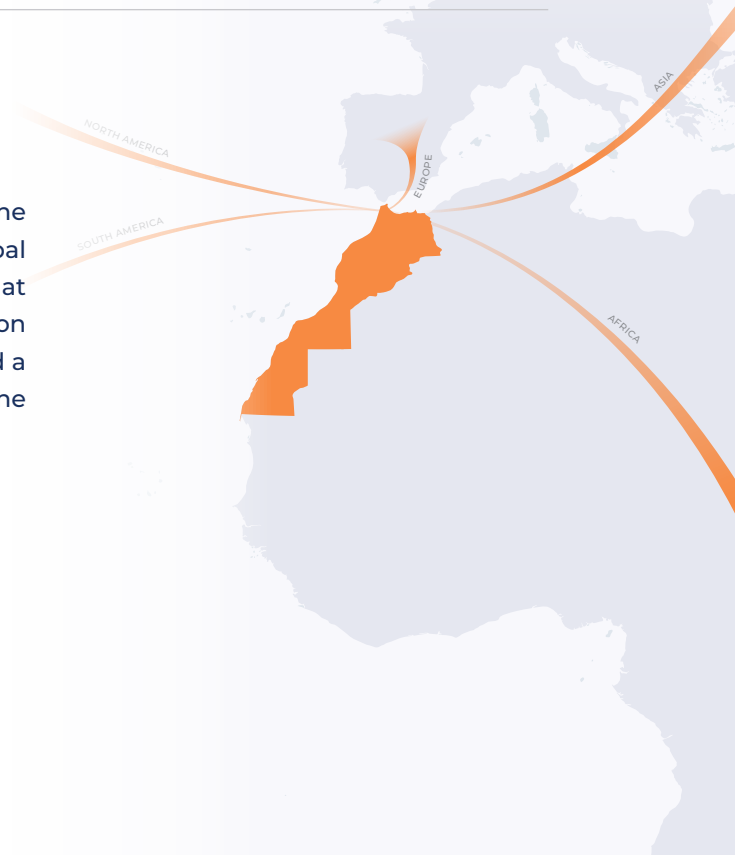 ASIA
NORTH AMERICA
EUROPE
SOUTH AMERICA
he
bal
at
on
d a
he
AFRICA